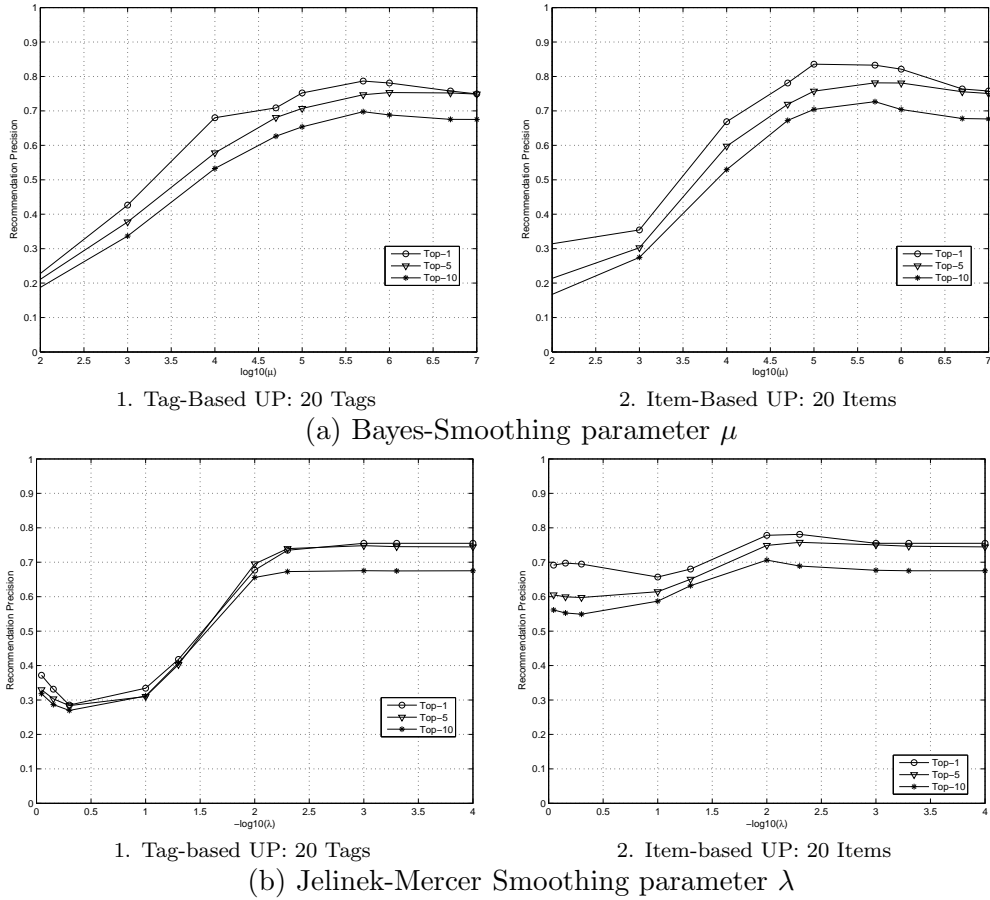 1
0.9
0.8
0.7
0.6
0.5
0.4
0.3
0.2
0.1
0
Recommendation Precision
Top−1
Top−5
Top−10
2 2.5 3 3.5 4 4.5 5 5.5 6 6.5 7
log10(μ)
1. Tag-Based UP: 20 Tags
1
0.9
0.8
0.7
0.6
0.5
0.4
0.3
0.2
0.1
0
Recommendation Precision
Top−1
Top−5
Top−10
2 2.5 3 3.5 4 4.5 5 5.5 6 6.5 7
log10(μ)
2. Item-Based UP: 20 Items
(a) Bayes-Smoothing parameter μ
1
0.9
0.8
0.7
0.6
0.5
0.4
0.3
0.2
0.1
0
Recommendation Precision
Top−1
Top−5
Top−10
0 0.5 1 1.5 2 2.5 3 3.5 4
−log10(λ)
1. Tag-based UP: 20 Tags
1
0.9
0.8
0.7
0.6
0.5
0.4
0.3
0.2
0.1
0
Recommendation Precision
Top−1
Top−5
Top−10
0 0.5 1 1.5 2 2.5 3 3.5 4
−log10(λ)
2. Item-based UP: 20 Items
(b) Jelinek-Mercer Smoothing parameter λ